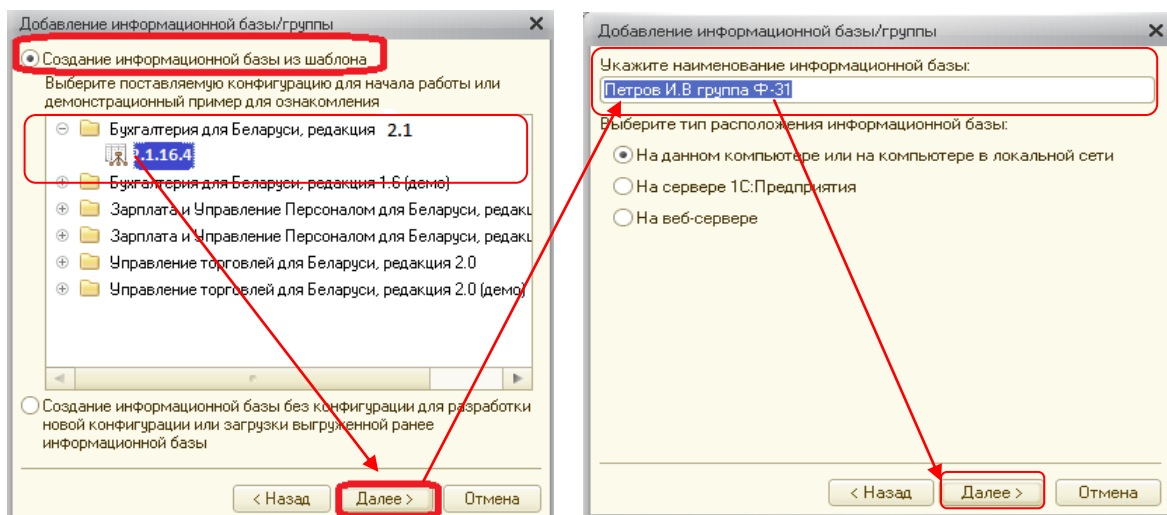 Добавление информационной базы/группы
Создание информационной базы из шаблона
Выберите поставляемую конфигурацию для начала работы или
демонстрационный пример для ознакомления
Бухгалтерия для Беларуси, редакция 2.1
2.1.16.4
Бухгалтерия для Беларуси, редакция 1.6 (демо)
Зарплата и Управление Персоналом для Беларуси, редакц
Зарплата и Управление Персоналом для Беларуси, редакц
Управление торговлей для Беларуси, редакция 2.0
Управление торговлей для Беларуси, редакция 2.0 (демо)
Создание информационной базы без конфигурации для разработки
новой конфигурации или загрузки выгруженной ранее
информационной базы
< Назад Далее > Отмена
Добавление информационной базы/группы
Укажите наименование информационной базы:
Петров И.В группа Ф-31
Выберите тип расположения информационной базы:
На данном компьютере или на компьютере в локальной сети
На сервере 1С:Предприятия
На веб-сервере
< Назад Далее > Отмена